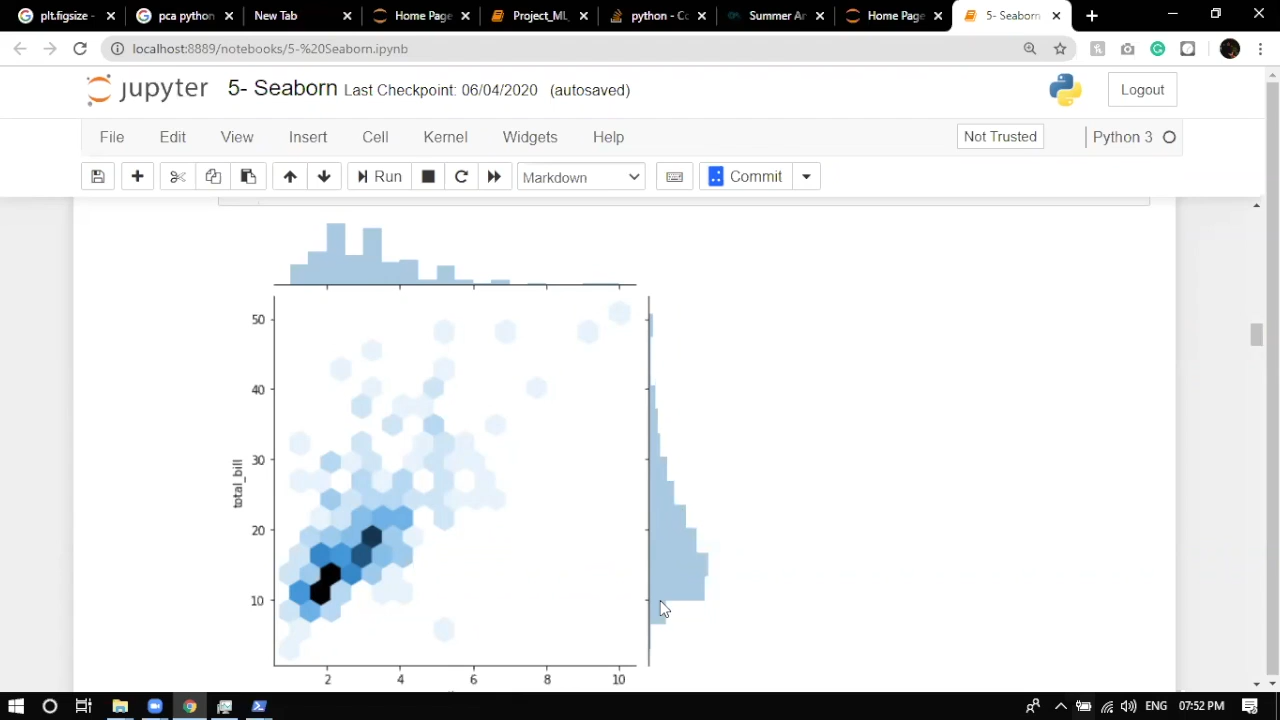 plt.figsize - G
pca python
New Tab
Home Page
Project_ML
python - Co
Summer An
Home Page
5- Seaborn
localhost:8889/notebooks/5-%20Seaborn.ipynb
jupyter 5- Seaborn Last Checkpoint: 06/04/2020 (autosaved)
Logout
File Edit View Insert Cell Kernel Widgets Help
Not Trusted
Python 3
Run
Markdown
Commit
50
40
30
20
10
total_bill
2 4 6 8 10
ENG 07:52 PM